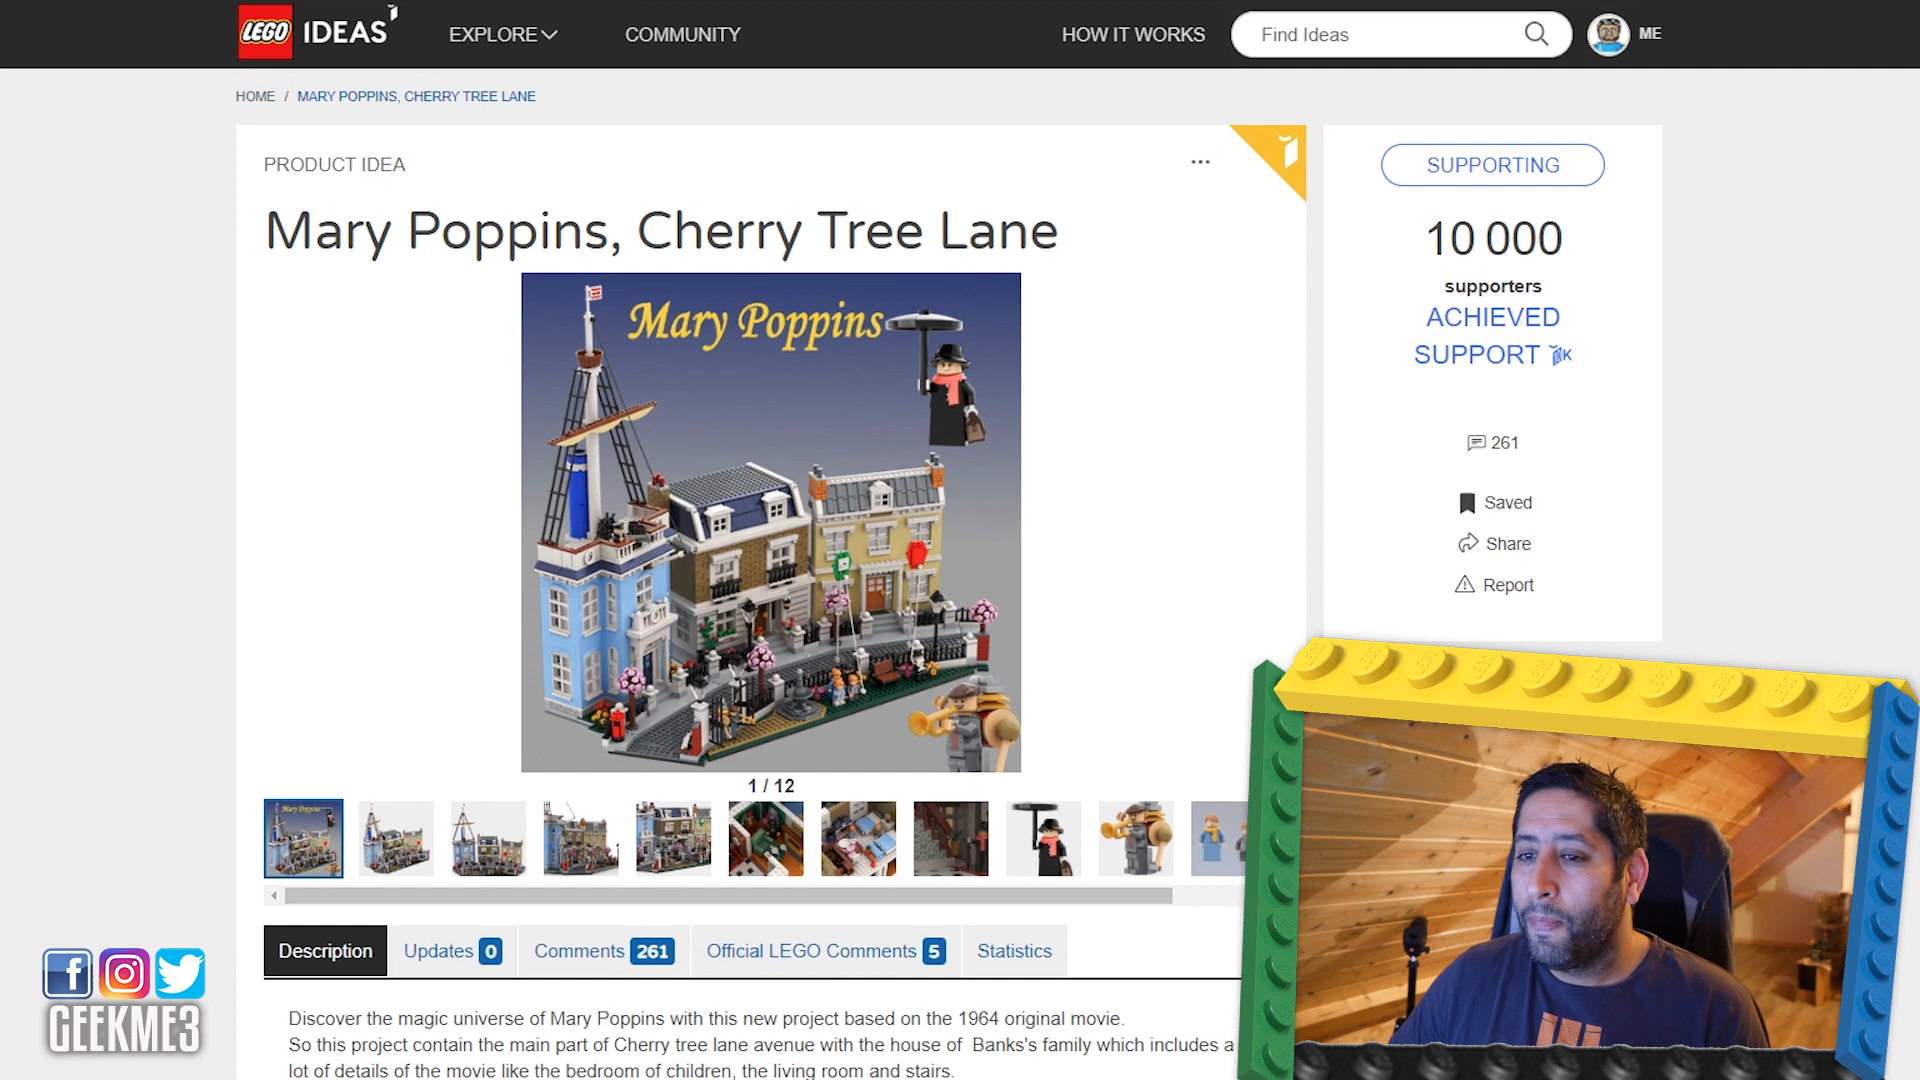 LEGO IDEAS EXPLORE COMMUNITY HOW IT WORKS Find Ideas ME
HOME / MARY POPPINS, CHERRY TREE LANE
PRODUCT IDEA
Mary Poppins, Cherry Tree Lane
Mary Poppins
1 / 12
SUPPORTING
10 000
supporters
ACHIEVED
SUPPORT
261
Saved
Share
Report
Description Updates 0 Comments 261 Official LEGO Comments 5 Statistics
Discover the magic universe of Mary Poppins with this new project based on the 1964 original movie.
So this project contain the main part of Cherry tree lane avenue with the house of Banks's family which includes a
lot of details of the movie like the bedroom of children, the living room and stairs.
GEEKME3